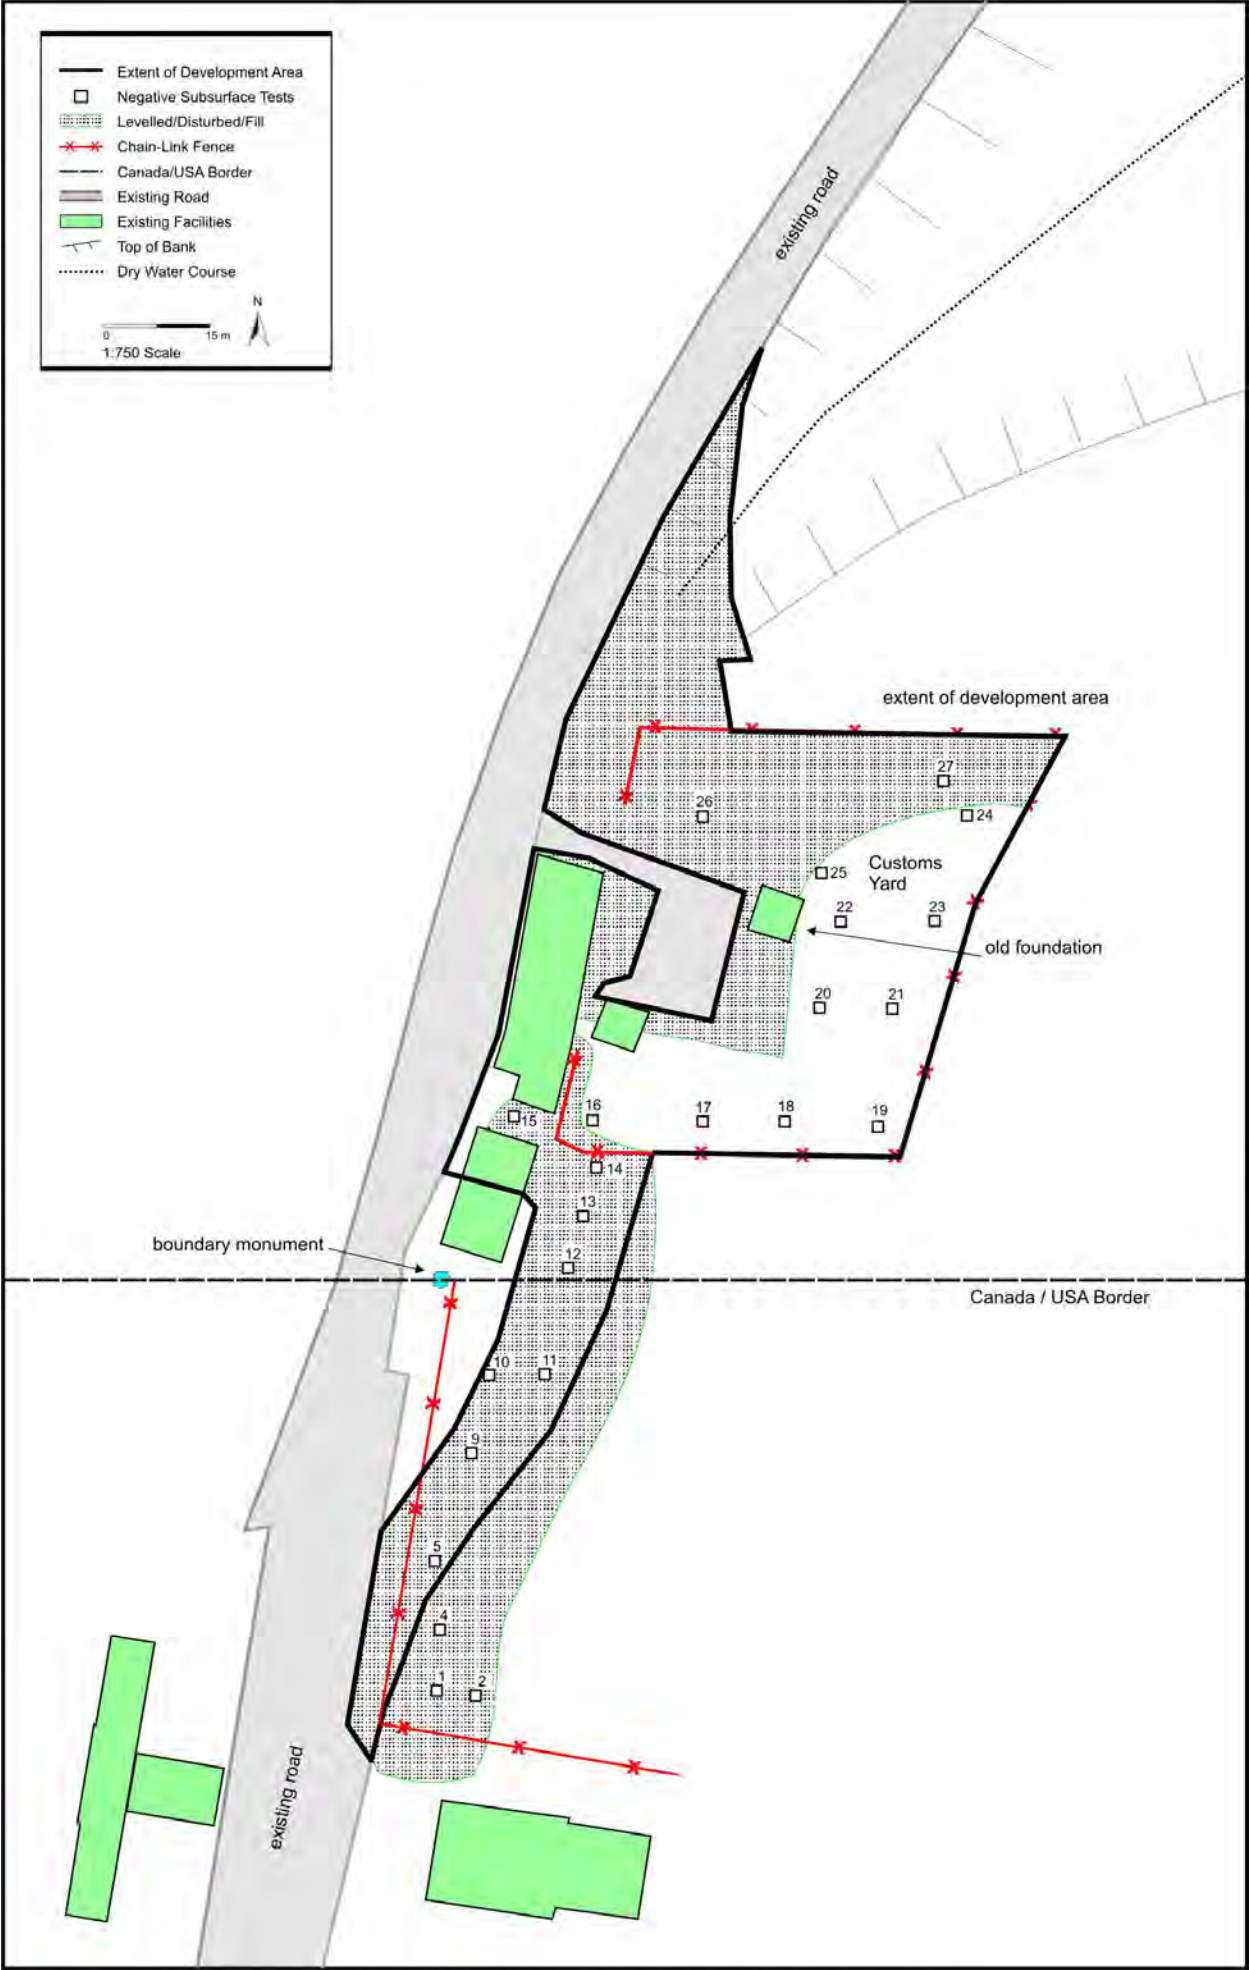 Extent of Development Area
Negative Subsurface Tests
Levelled/Disturbed/Fill
Chain-Link Fence
Canada/USA Border
Existing Road
Existing Facilities
Top of Bank
Dry Water Course
N
0 15 m
1:750 Scale
existing road
extent of development area
27
26
24
25
Customs
Yard
22
23
old foundation
20
21
15
16
17
18
19
14
13
boundary monument
12
Canada / USA Border
10
11
9
5
4
1
2
existing road